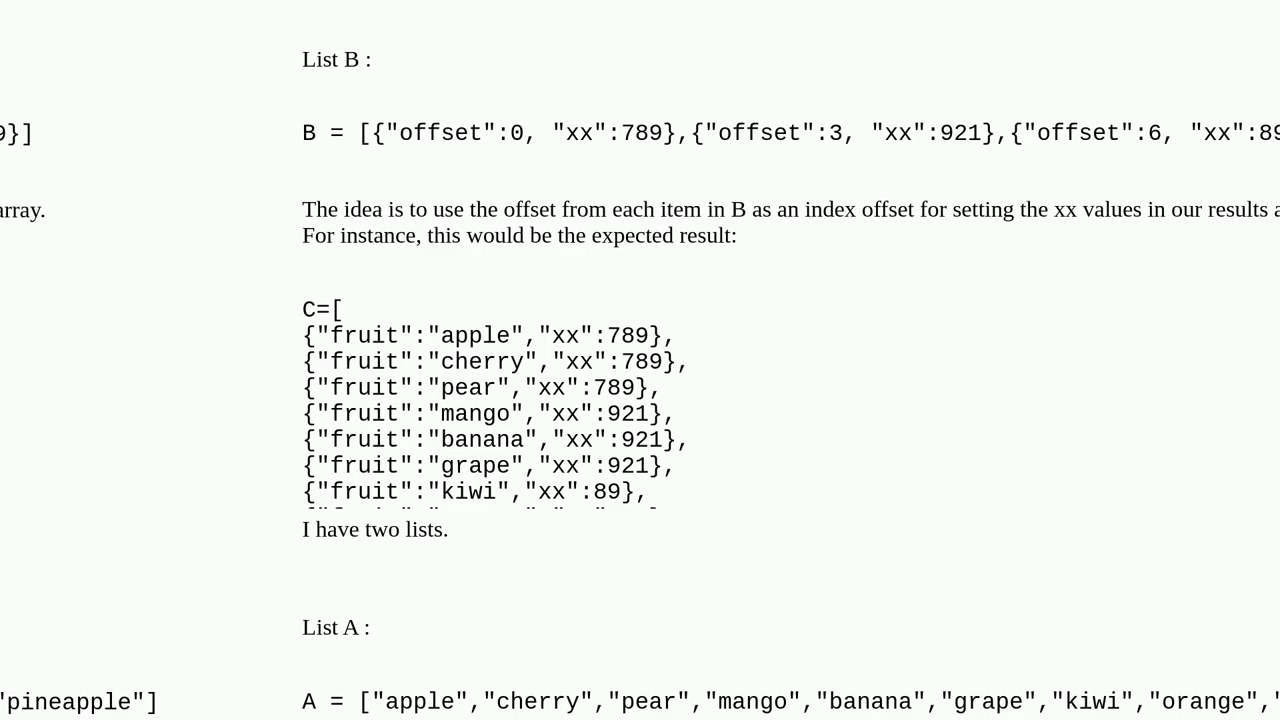 List B :
9}]
B = [{"offset":0, "xx":789},{"offset":3, "xx":921},{"offset":6, "xx":89
array.
The idea is to use the offset from each item in B as an index offset for setting the xx values in our results a
For instance, this would be the expected result:
C=[
{"fruit":"apple","xx":789},
{"fruit":"cherry","xx":789},
{"fruit":"pear","xx":789},
{"fruit":"mango","xx":921},
{"fruit":"banana","xx":921},
{"fruit":"grape","xx":921},
{"fruit":"kiwi","xx":89},
I have two lists.
List A :
"pineapple"]
A = ["apple","cherry","pear","mango","banana","grape","kiwi","orange","